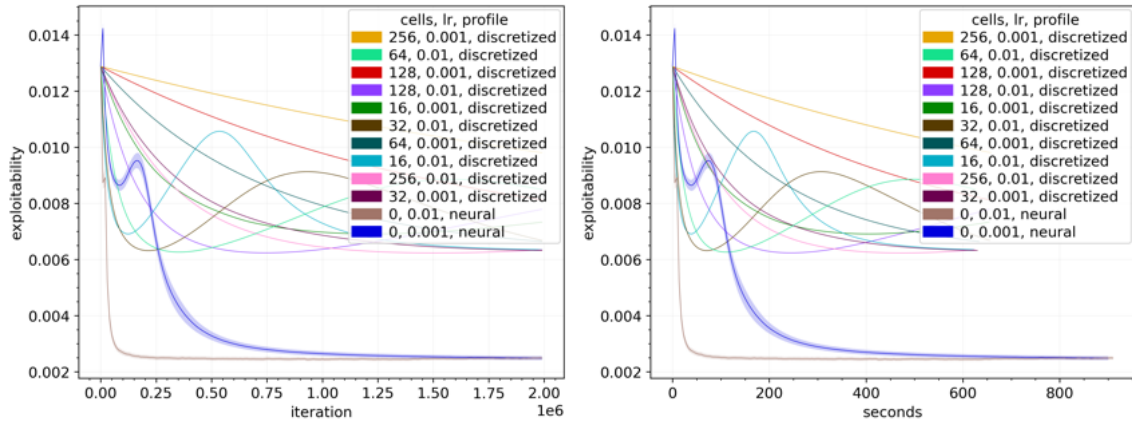 cells, lr, profile
256, 0.001, discretized
64, 0.01, discretized
128, 0.001, discretized
128, 0.01, discretized
16, 0.001, discretized
32, 0.01, discretized
64, 0.001, discretized
16, 0.01, discretized
256, 0.01, discretized
32, 0.001, discretized
0, 0.01, neural
0, 0.001, neural
exploitability
0.014
0.012
0.010
0.008
0.006
0.004
0.002
0.00 0.25 0.50 0.75 1.00 1.25 1.50 1.75 2.00
1e6
iteration
cells, lr, profile
256, 0.001, discretized
64, 0.01, discretized
128, 0.001, discretized
128, 0.01, discretized
16, 0.001, discretized
32, 0.01, discretized
64, 0.001, discretized
16, 0.01, discretized
256, 0.01, discretized
32, 0.001, discretized
0, 0.01, neural
0, 0.001, neural
exploitability
0.014
0.012
0.010
0.008
0.006
0.004
0.002
0 200 400 600 800
seconds